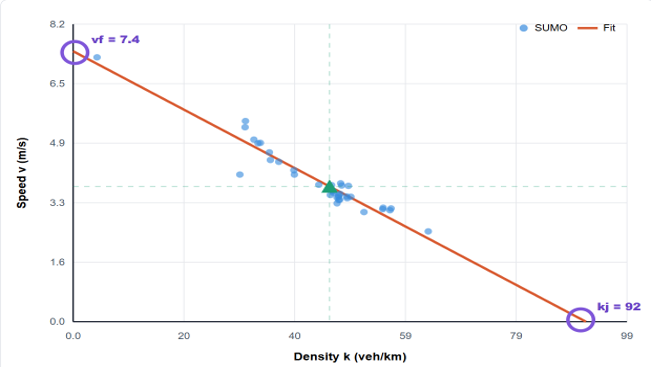 8.2
SUMO
Fit
vf = 7.4
6.5
4.9
3.3
1.6
0.0
Speed v (m/s)
kj = 92
0.0
20
40
59
79
99
Density k (veh/km)